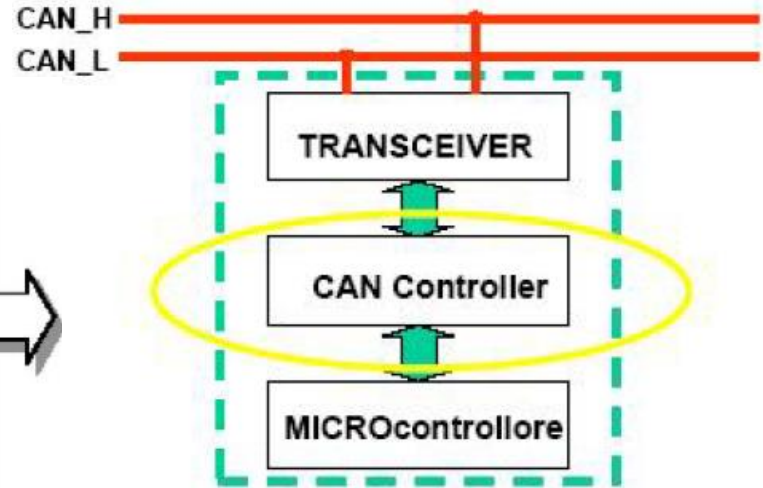 CAN_H
CAN_L
TRANSCEIVER
CAN Controller
MICROcontrollore